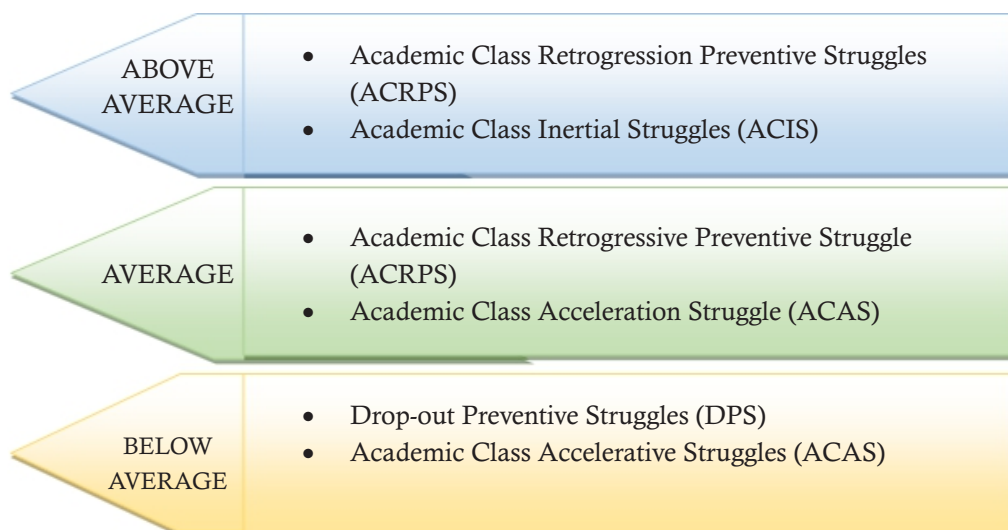 ABOVE
AVERAGE
• Academic Class Retrogression Preventive Struggles
(ACRPS)
• Academic Class Inertial Struggles (ACIS)
AVERAGE
• Academic Class Retrogressive Preventive Struggle
(ACRPS)
• Academic Class Acceleration Struggle (ACAS)
BELOW
AVERAGE
• Drop-out Preventive Struggles (DPS)
• Academic Class Accelerative Struggles (ACAS)